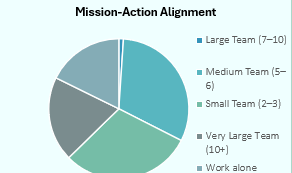 Mission-Action Alignment
Large Team (7–10)
Medium Team (5–
6)
Small Team (2–3)
Very Large Team
(10+)
Work alone